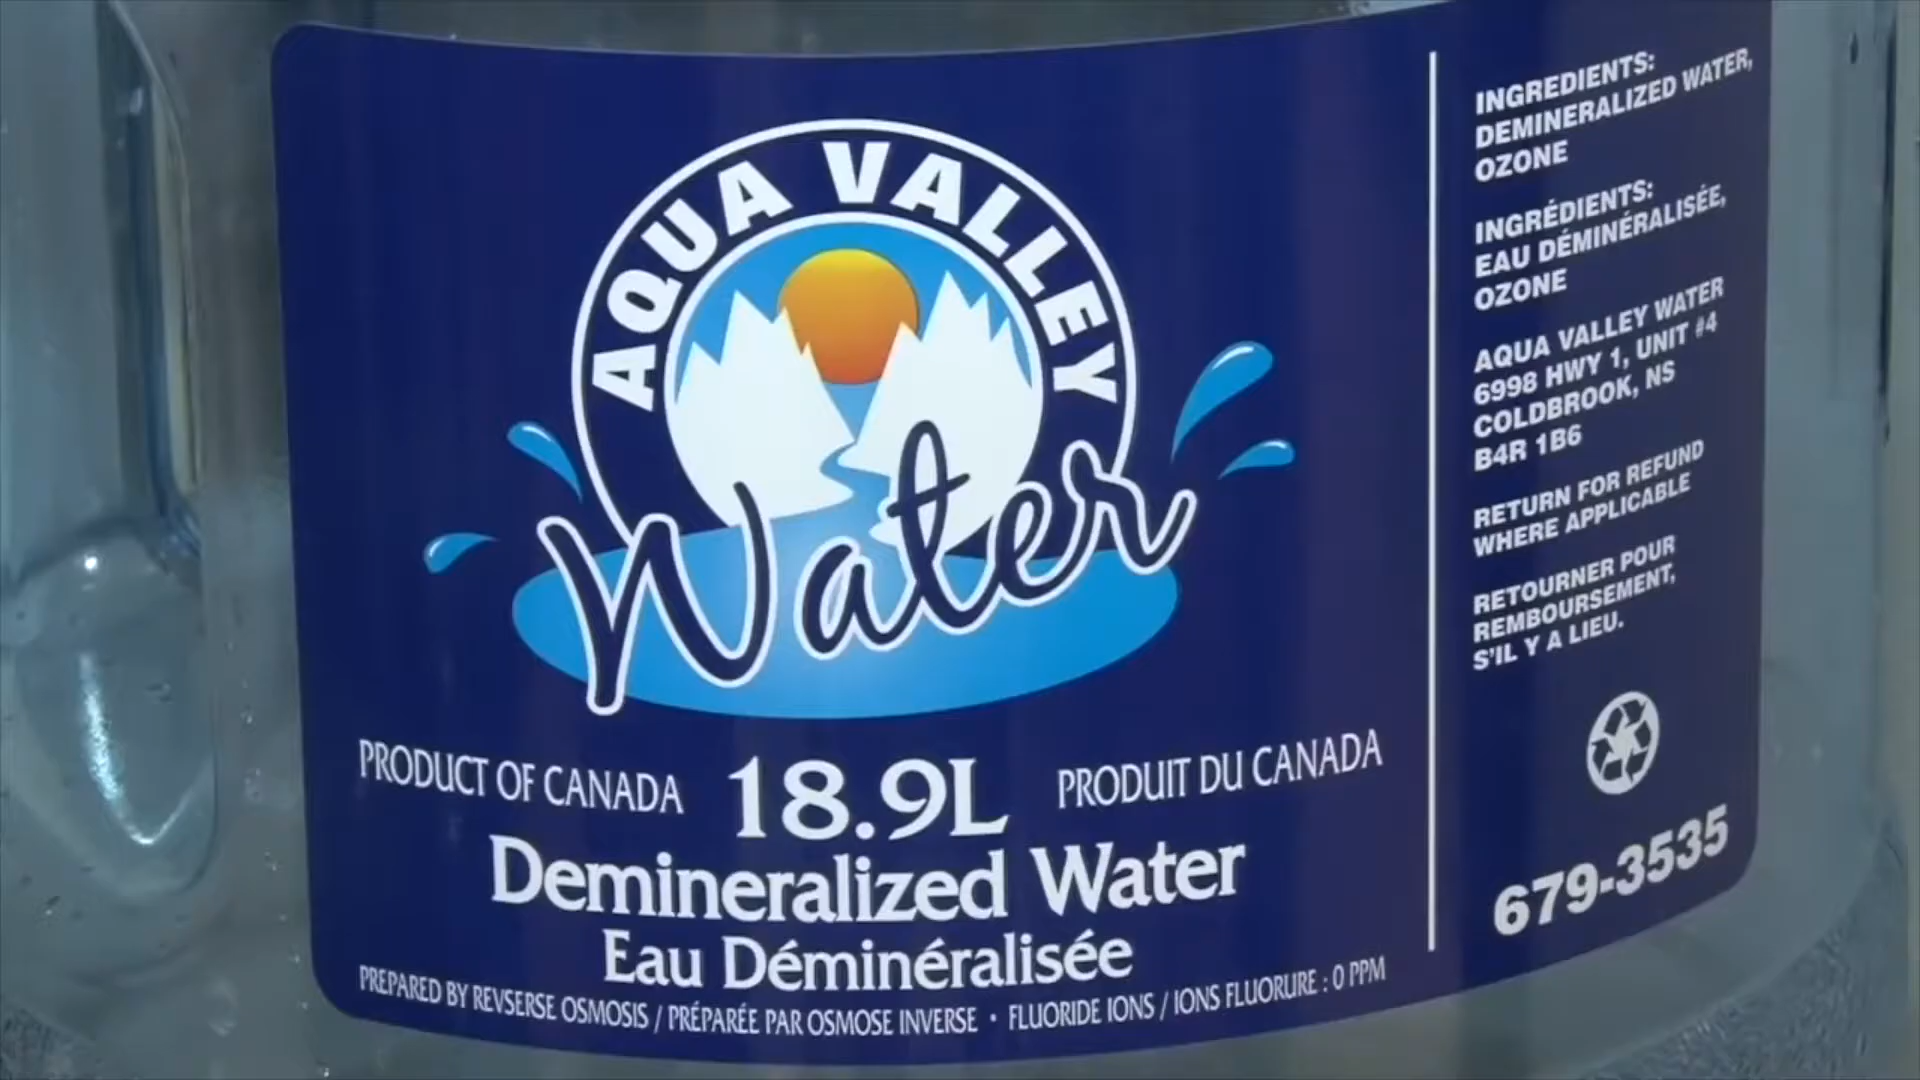 AQUA VALLEY
Water
PRODUCT OF CANADA 18.9L PRODUIT DU CANADA
Demineralized Water
Eau Déminéralisée
PREPARED BY REVSERSE OSMOSIS / PRÉPARÉE PAR OSMOSE INVERSE • FLUORIDE IONS / IONS FLUORURE : 0 PPM
INGREDIENTS:
DEMINERALIZED WATER,
OZONE
INGRÉDIENTS:
EAU DÉMINÉRALISÉE,
OZONE
AQUA VALLEY WATER
6998 HWY 1, UNIT #4
COLDBROOK, NS
B4R 1B6
RETURN FOR REFUND
WHERE APPLICABLE
RETOURNER POUR
REMBOURSEMENT,
S'IL Y A LIEU.
679-3535